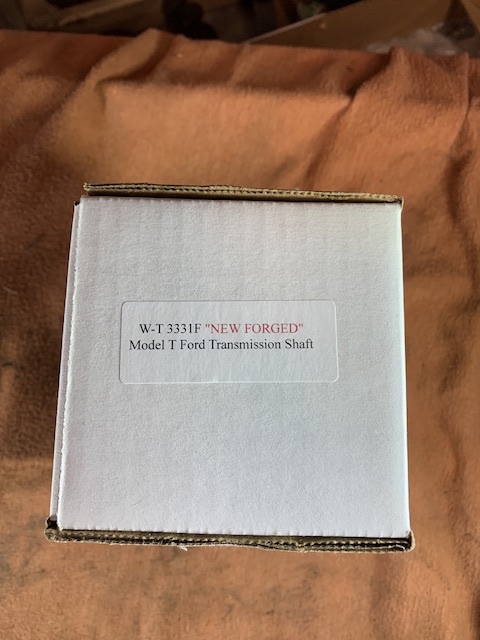 W-T 3331F "NEW FORGED"
Model T Ford Transmission Shaft